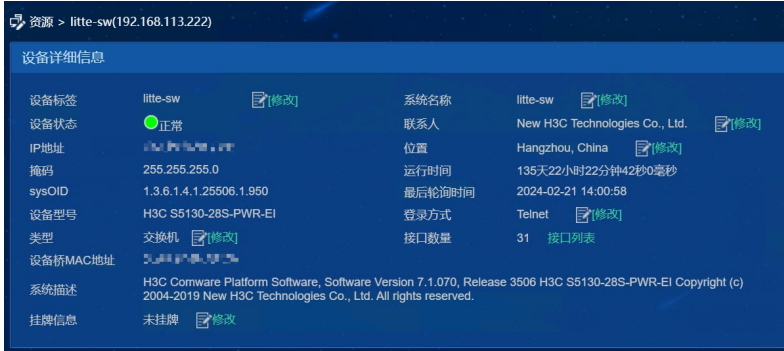 资源 > litte-sw(192.168.113.222)
设备详细信息
设备标签 litte-sw [修改] 系统名称 litte-sw [修改]
设备状态 正常 联系人 New H3C Technologies Co., Ltd. [修改]
IP地址 位置 Hangzhou, China [修改]
掩码 255.255.255.0 运行时间 135天22小时22分钟42秒0毫秒
sysOID 1.3.6.1.4.1.25506.1.950 最后轮询时间 2024-02-21 14:00:58
设备型号 H3C S5130-28S-PWR-EI 登录方式 Telnet [修改]
类型 交换机 [修改] 接口数量 31 接口列表
设备桥MAC地址
系统描述 H3C Comware Platform Software, Software Version 7.1.070, Release 3506 H3C S5130-28S-PWR-EI Copyright (c)
2004-2019 New H3C Technologies Co., Ltd. All rights reserved.
挂牌信息 未挂牌 修改